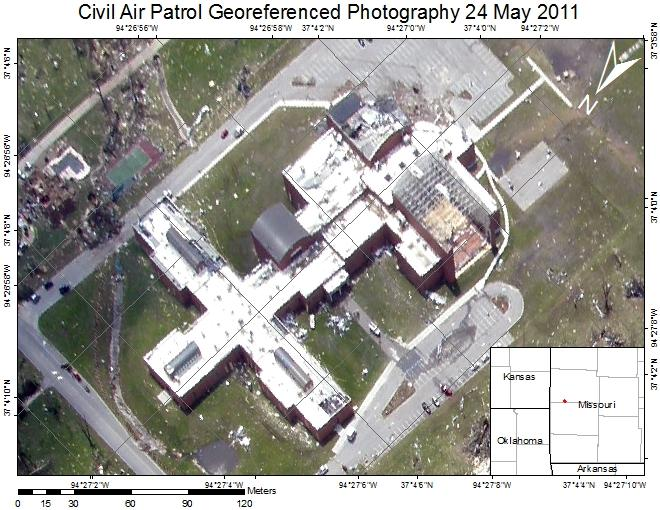 Civil Air Patrol Georeferenced Photography 24 May 2011
94°26'56"W 94°26'58"W 37°4'2"N 94°27'0"W 37°4'0"N 94°27'2"W
37°3'58"N
37°4'6"N
N
94°26'56"W
37°4'1"N
37°4'8"N
94°26'58"W
94°27'8"W
37°4'2"N
Kansas
Missouri
37°4'10"N
Oklahoma
Arkansas
94°27'2"W 94°27'4"W 94°27'6"W 37°4'6"N 94°27'8"W 37°4'4"N 94°27'10"W
Meters
0 15 30 60 90 120